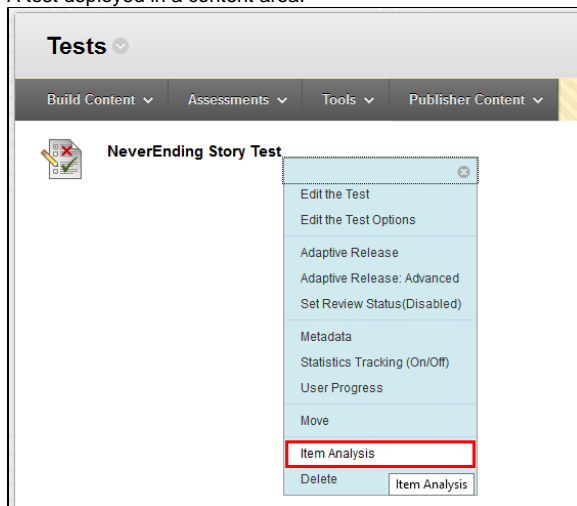 A test deployed in a content area.
Tests
Build Content Assessments Tools Publisher Content
NeverEnding Story Test
Edit the Test
Edit the Test Options
Adaptive Release
Adaptive Release: Advanced
Set Review Status(Disabled)
Metadata
Statistics Tracking (On/Off)
User Progress
Move
Item Analysis
Delete
Item Analysis